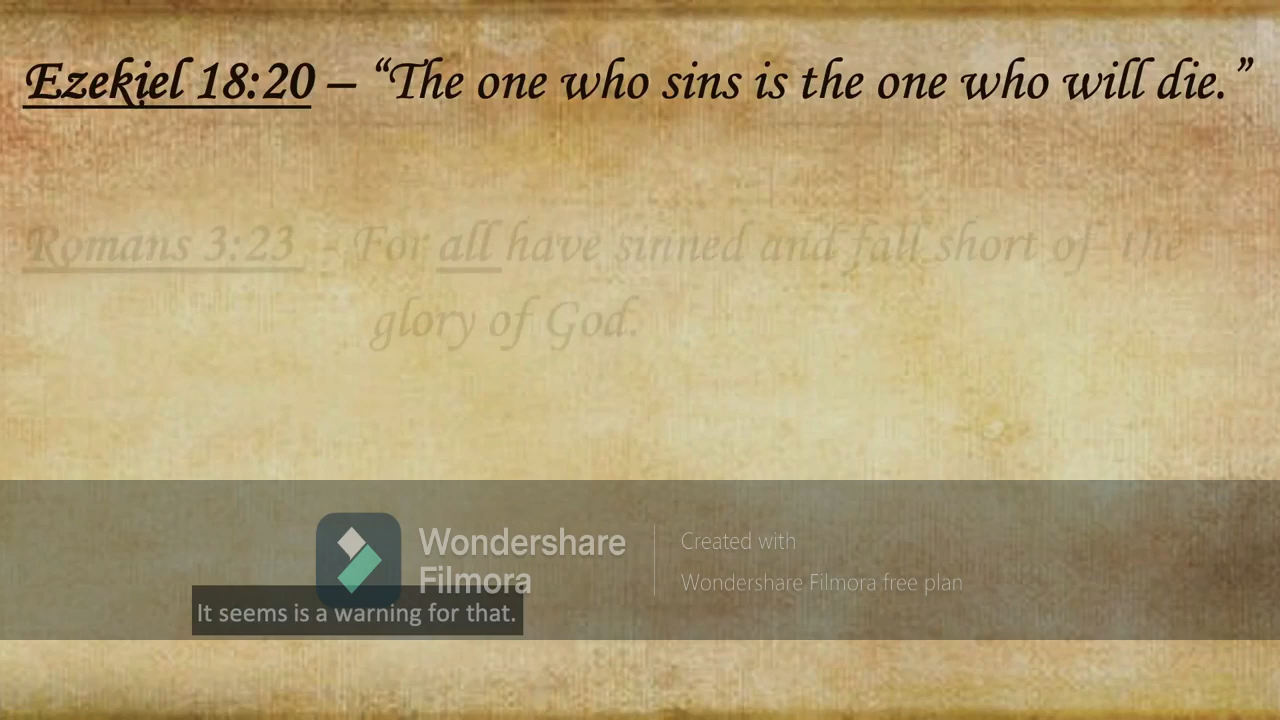 Ezekiel 18:20 – “The one who sins is the one who will die.”
Romans 3:23 - For all have sinned and fall short of the
glory of God.
Wondershare
Filmora
Created with
Wondershare Filmora free plan
It seems is a warning for that.